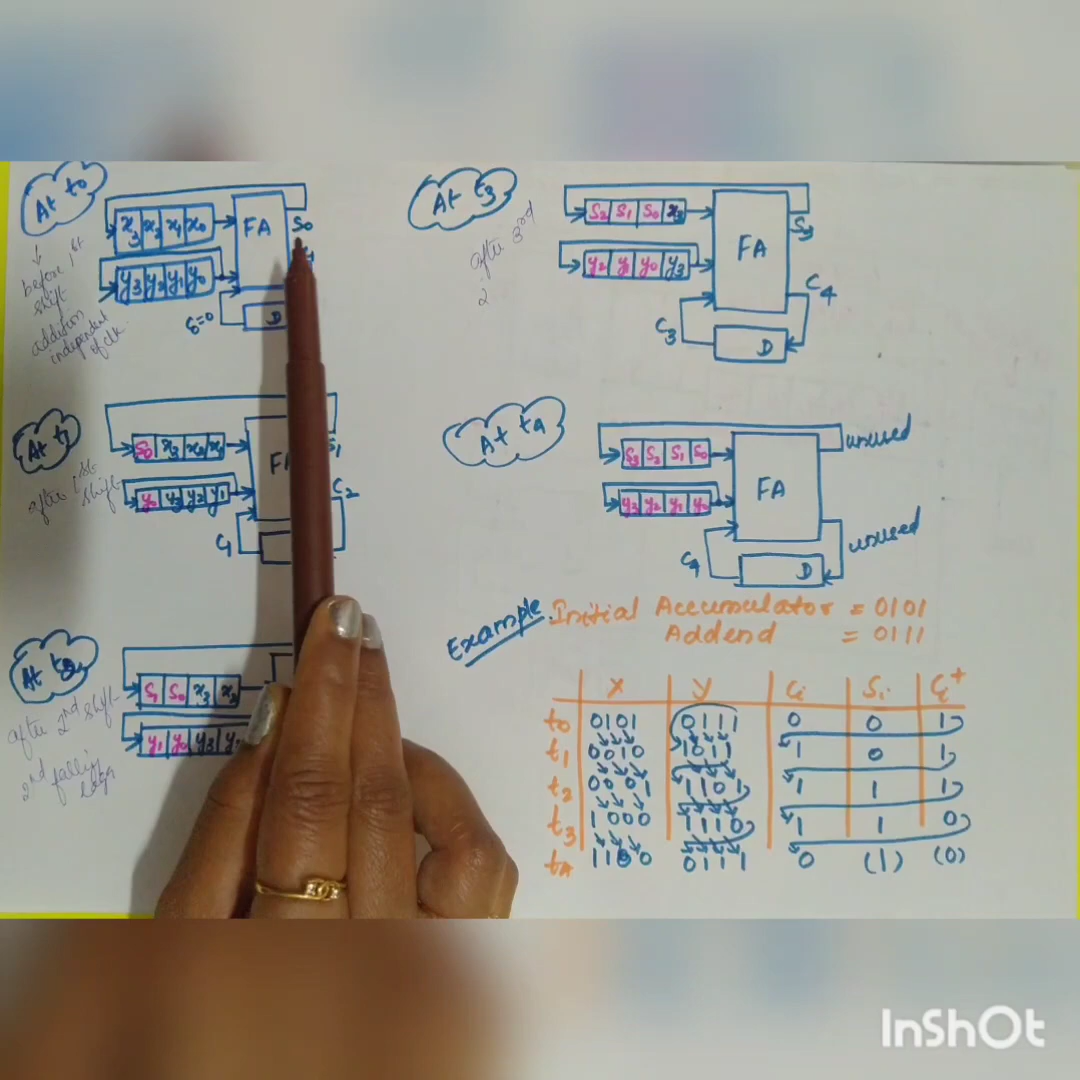 At t0
before 1st
shift
addition
independent
of clk.
x3 x2 x1 x0
y3 y2 y1 y0
FA
S0
C0=0
D
At t1
after 1st
shift
S0 x3 x2 x1
y0 y3 y2 y1
S1
C2
C1
At t2
after 2nd shift
2nd falling
edge
S1 S0 x3 x2
y1 y0 y3
At t3
after 3rd
2
S2 S1 S0 x3
y2 y1 y0 y3
FA
S3
C4
C3
D
At t4
S3 S2 S1 S0
y3 y2 y1 y0
FA
unused
unused
C4
D
Example. Initial Accumulator = 0101
Addend = 0111
X Y Ci Si Ci+
t0 0101 0111 0 0 1
t1 0010 1011 1 0 1
t2 0001 1101 1 1 1
t3 1000 1110 1 1 0
t4 1100 0111 0 (1) (0)
InShOt